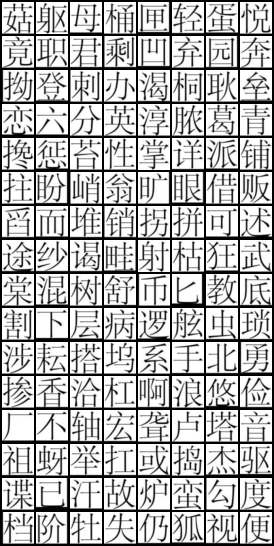 菇躯母桶匣轻蛋悦
竞职君剩凹弃园奔
拗登刺办渴桐耿垒
恋六分英淳脓葛青
搀惩苔性掌详派铺
拄盼峭翁旷眼借贩
舀而堆销拐拼可述
途纱谒畦射枯狂武
棠混树舒币匕教底
割下层病逻舷虫琐
涉耘搭坞系手北勇
掺香洽杠啊浪悠俭
厂不轴宏聋卢塔音
祖蚜举扛或捣杰驱
谍已汗故炉蛮勾度
档阶牡失仍狐视便